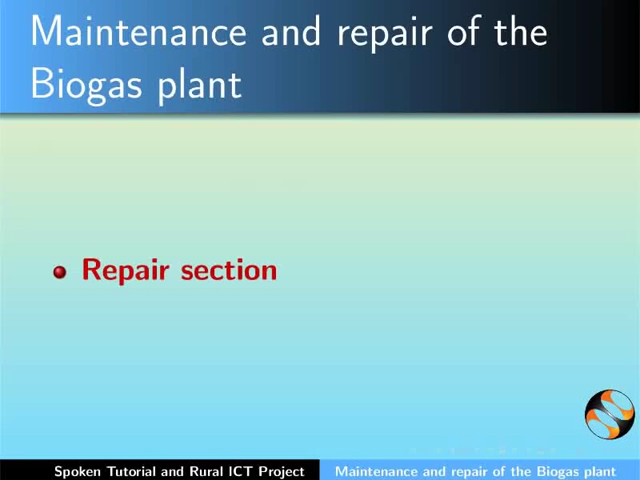 Maintenance and repair of the
Biogas plant
Repair section
Spoken Tutorial and Rural ICT Project
Maintenance and repair of the Biogas plant